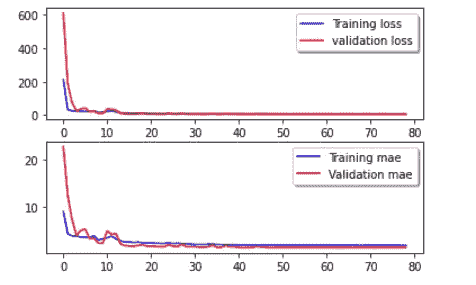 600
400
200
0
Training loss
validation loss
0 10 20 30 40 50 60 70 80
20
10
Training mae
Validation mae
0 10 20 30 40 50 60 70 80